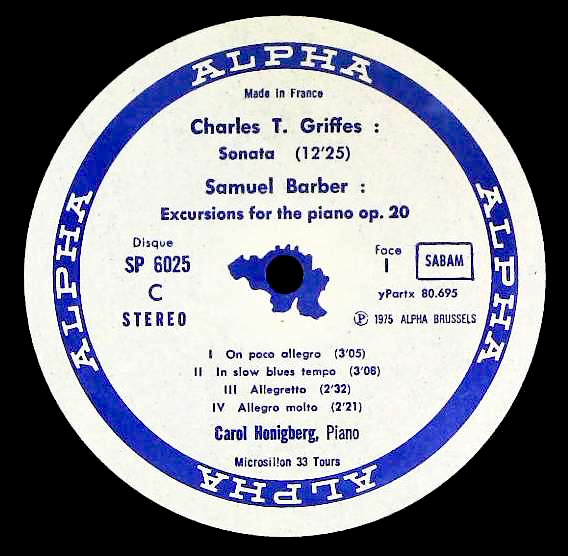 ALPHA
Made in France
Charles T. Griffes :
Sonata (12'25)
Samuel Barber :
Excursions for the piano op. 20
Disque
SP 6025
C
STEREO
Face
I
SABAM
yPartx 80.695
Ⓟ 1975 ALPHA BRUSSELS
I On poco allegro (3'05)
II In slow blues tempo (3'08)
III Allegretto (2'32)
IV Allegro molto (2'21)
Carol Honigberg, Piano
Microsillon 33 Tours
ALPHA
ALPHA
ALPHA